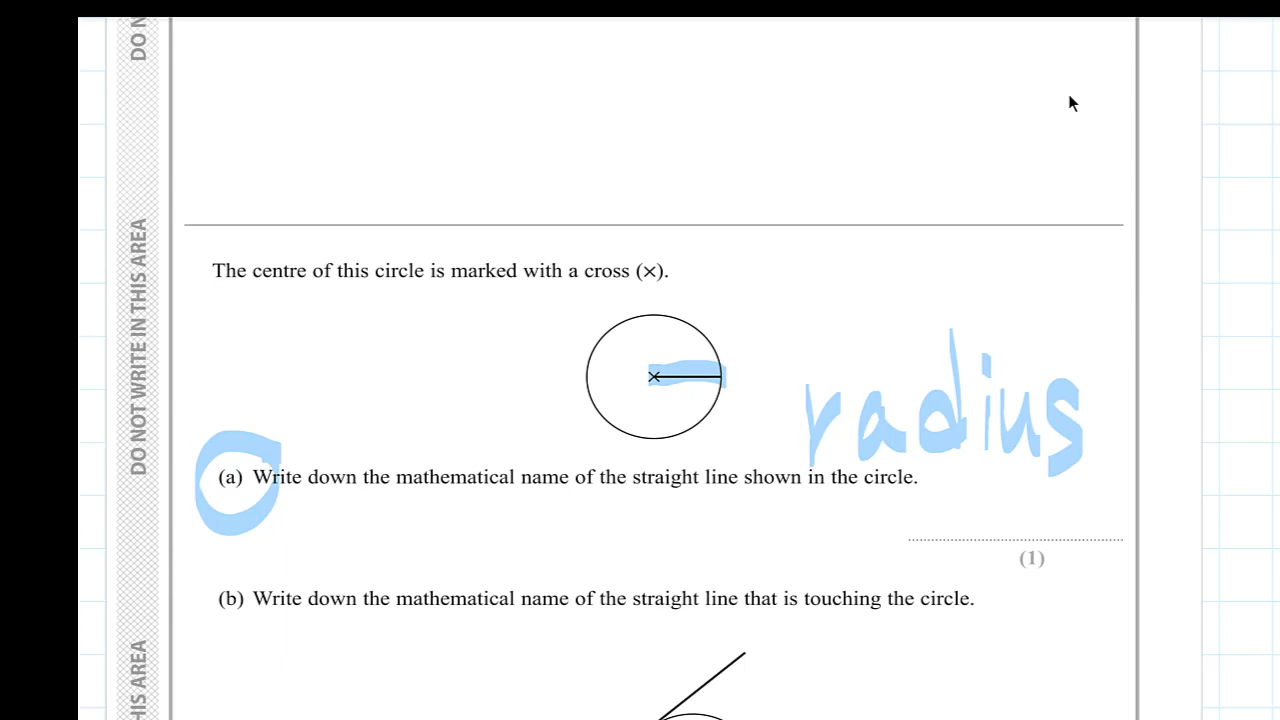 DO N
DO NOT WRITE IN THIS AREA
HIS AREA
The centre of this circle is marked with a cross (×).
radius
(a) Write down the mathematical name of the straight line shown in the circle.
(1)
(b) Write down the mathematical name of the straight line that is touching the circle.